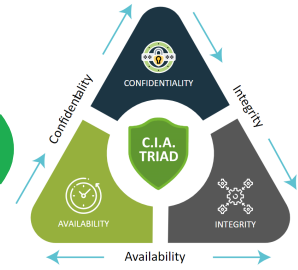 CONFIDENTIALITY
Confidentiality
Integrity
C.I.A.
TRIAD
AVAILABILITY
INTEGRITY
Availability